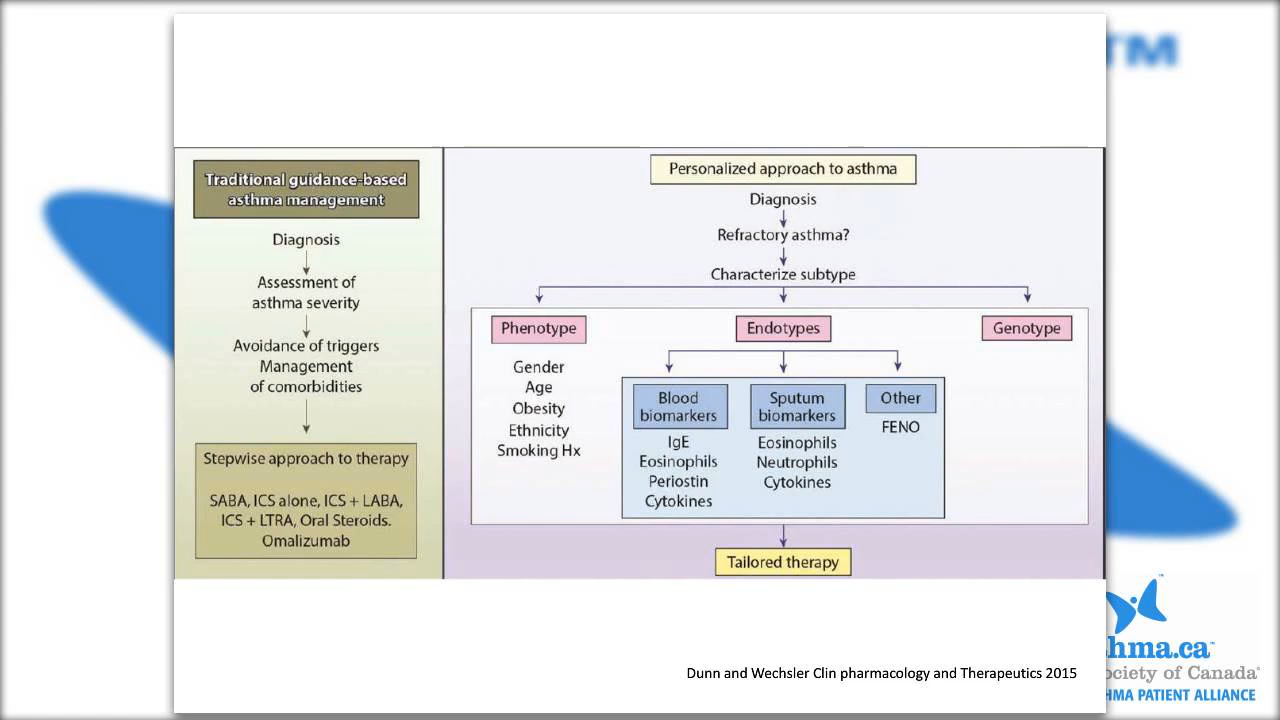 TM
Traditional guidance-based
asthma management
Diagnosis
Assessment of
asthma severity
Avoidance of triggers
Management
of comorbidities
Stepwise approach to therapy
SABA, ICS alone, ICS + LABA,
ICS + LTRA, Oral Steroids.
Omalizumab
Personalized approach to asthma
Diagnosis
Refractory asthma?
Characterize subtype
Phenotype
Gender
Age
Obesity
Ethnicity
Smoking Hx
Endotypes
Blood
biomarkers
IgE
Eosinophils
Periostin
Cytokines
Sputum
biomarkers
Eosinophils
Neutrophils
Cytokines
Other
FENO
Genotype
Tailored therapy
Dunn and Wechsler Clin pharmacology and Therapeutics 2015
hma.ca™
ociety of Canada®
HMA PATIENT ALLIANCE